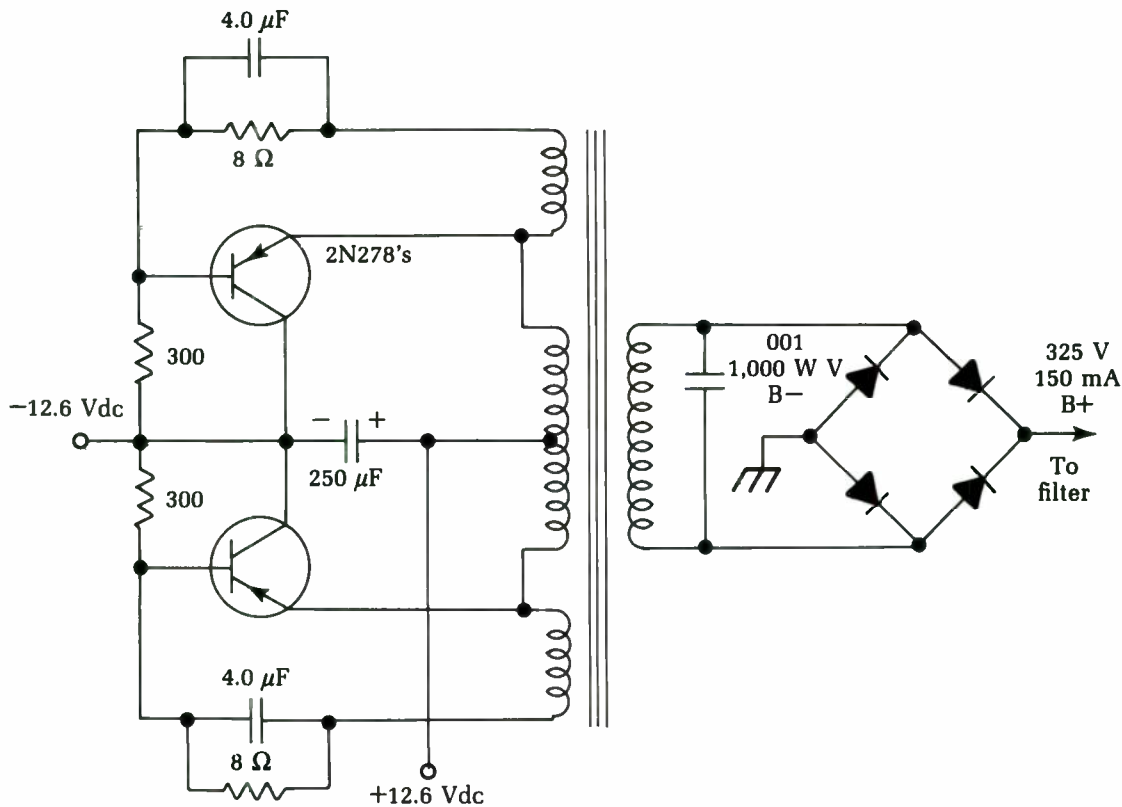 4.0 μF
8 Ω
2N278's
300
−12.6 Vdc
− +
250 μF
300
4.0 μF
8 Ω
+12.6 Vdc
001
1,000 W V
B−
325 V
150 mA
B+
To
filter